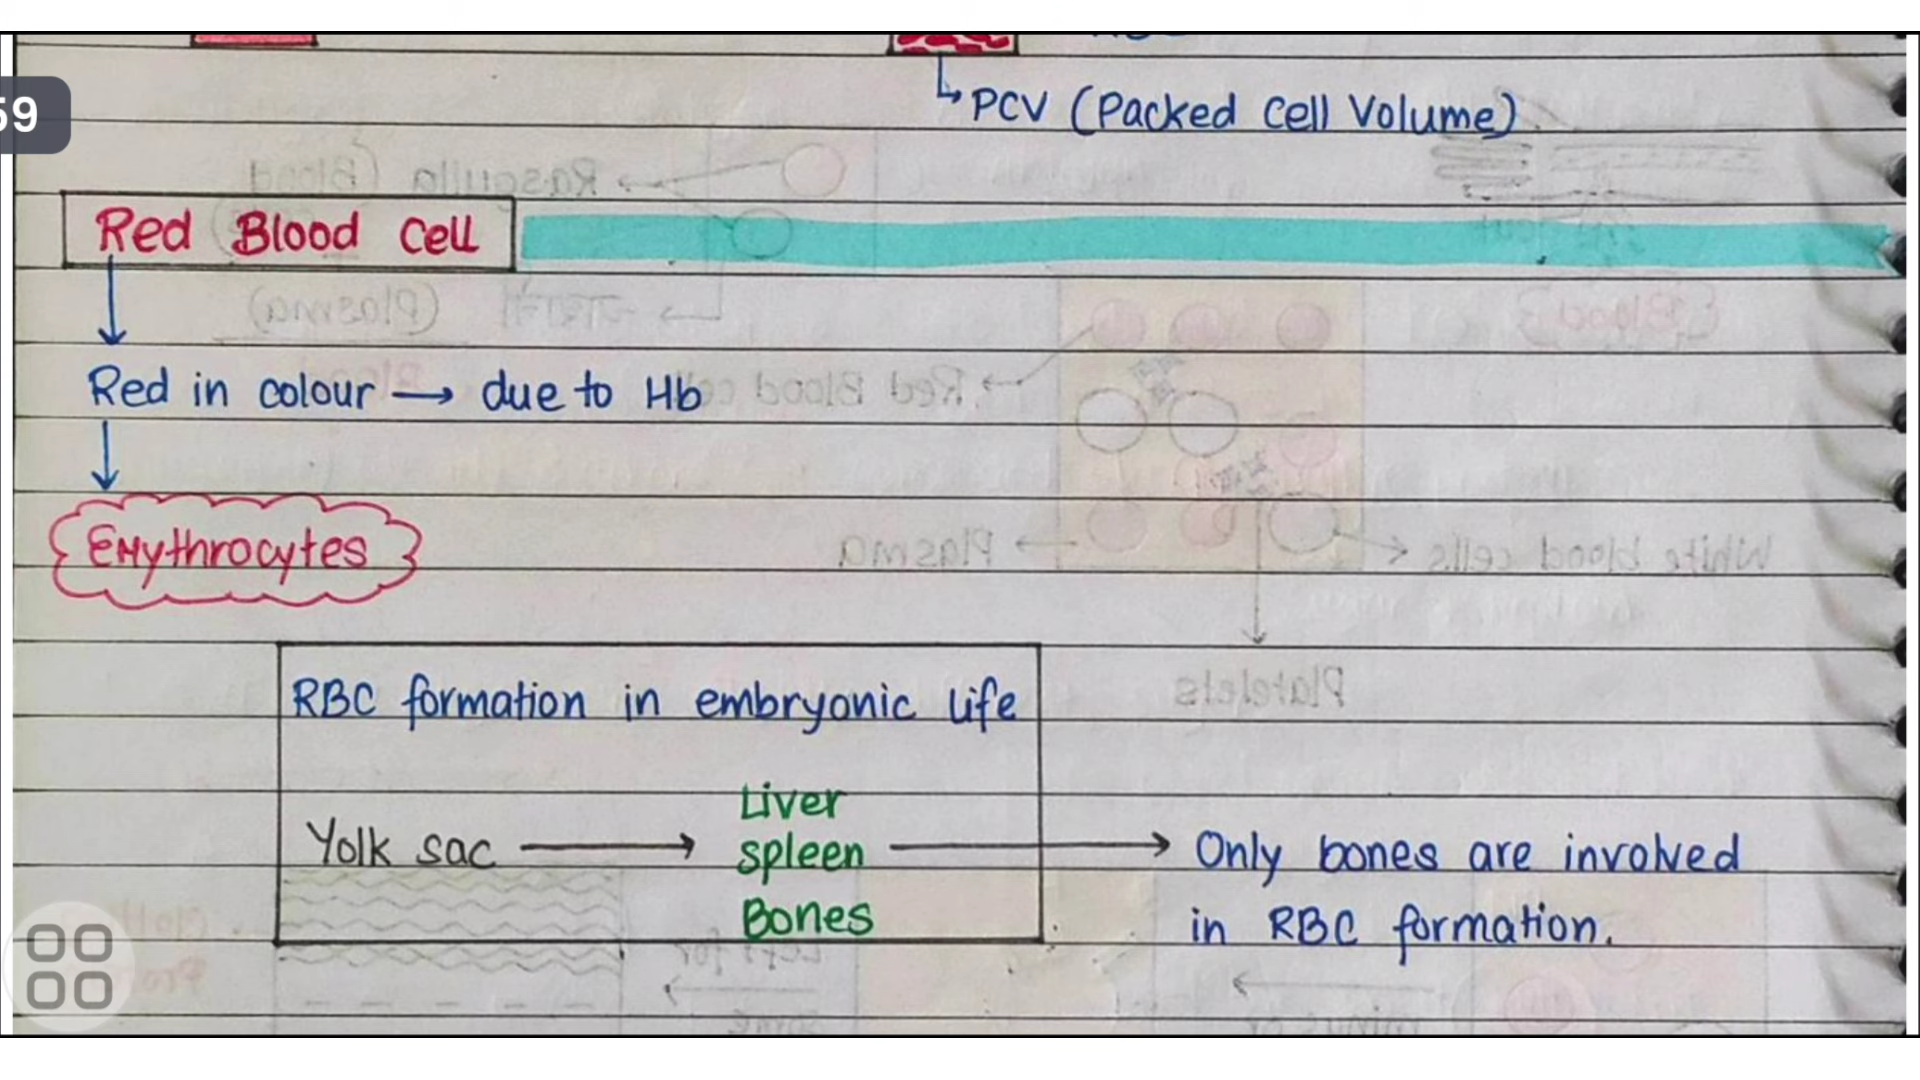 59
PCV (Packed Cell Volume)
Red Blood Cell
Red in colour → due to Hb
Erythrocytes
RBC formation in embryonic life
Yolk sac → Liver
spleen
Bones
→ Only bones are involved
in RBC formation.